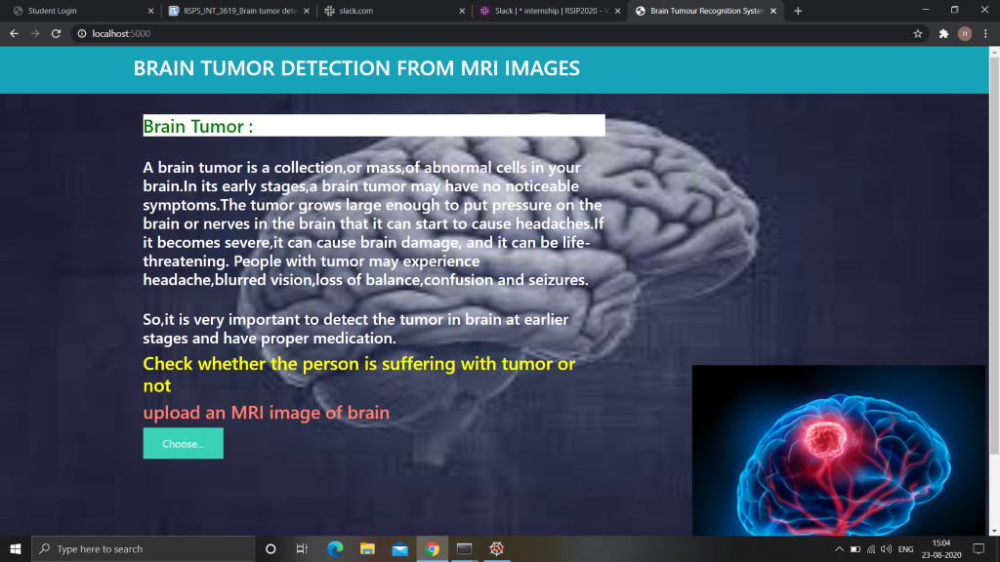 Student Login
IISPS_INT_3619_Brain tumor dete
slack.com
Slack | * internship | RSIP2020 -
Brain Tumour Recognition System
localhost:5000
n
BRAIN TUMOR DETECTION FROM MRI IMAGES
Brain Tumor :
A brain tumor is a collection,or mass,of abnormal cells in your
brain.In its early stages,a brain tumor may have no noticeable
symptoms.The tumor grows large enough to put pressure on the
brain or nerves in the brain that it can start to cause headaches.If
it becomes severe,it can cause brain damage, and it can be life-
threatening. People with tumor may experience
headache,blurred vision,loss of balance,confusion and seizures.
So,it is very important to detect the tumor in brain at earlier
stages and have proper medication.
Check whether the person is suffering with tumor or
not
upload an MRI image of brain
Choose...
Type here to search
ENG
15:04
23-08-2020